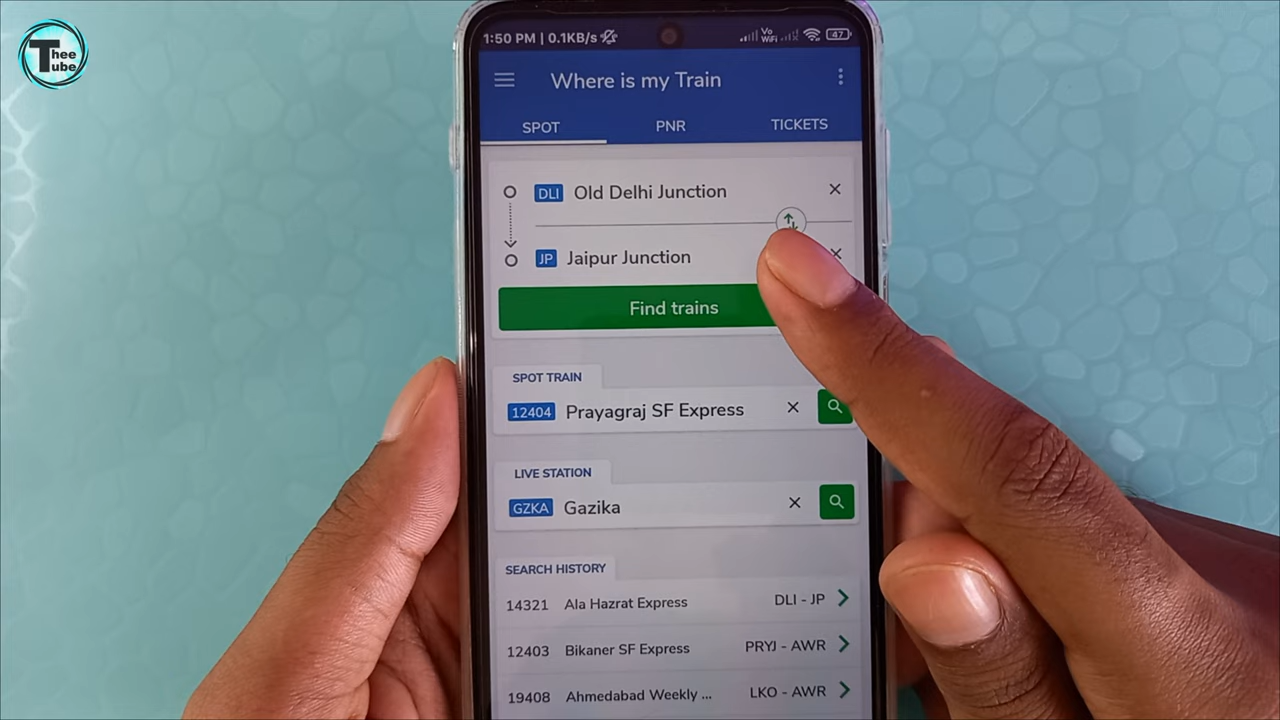 Thee
Tube
1:50 PM | 0.1KB/s
Vo
WiFi
47
Where is my Train
SPOT PNR TICKETS
DLI Old Delhi Junction
JP Jaipur Junction
Find trains
SPOT TRAIN
12404 Prayagraj SF Express
LIVE STATION
GZKA Gazika
SEARCH HISTORY
14321 Ala Hazrat Express DLI - JP
12403 Bikaner SF Express PRYJ - AWR
19408 Ahmedabad Weekly ... LKO - AWR